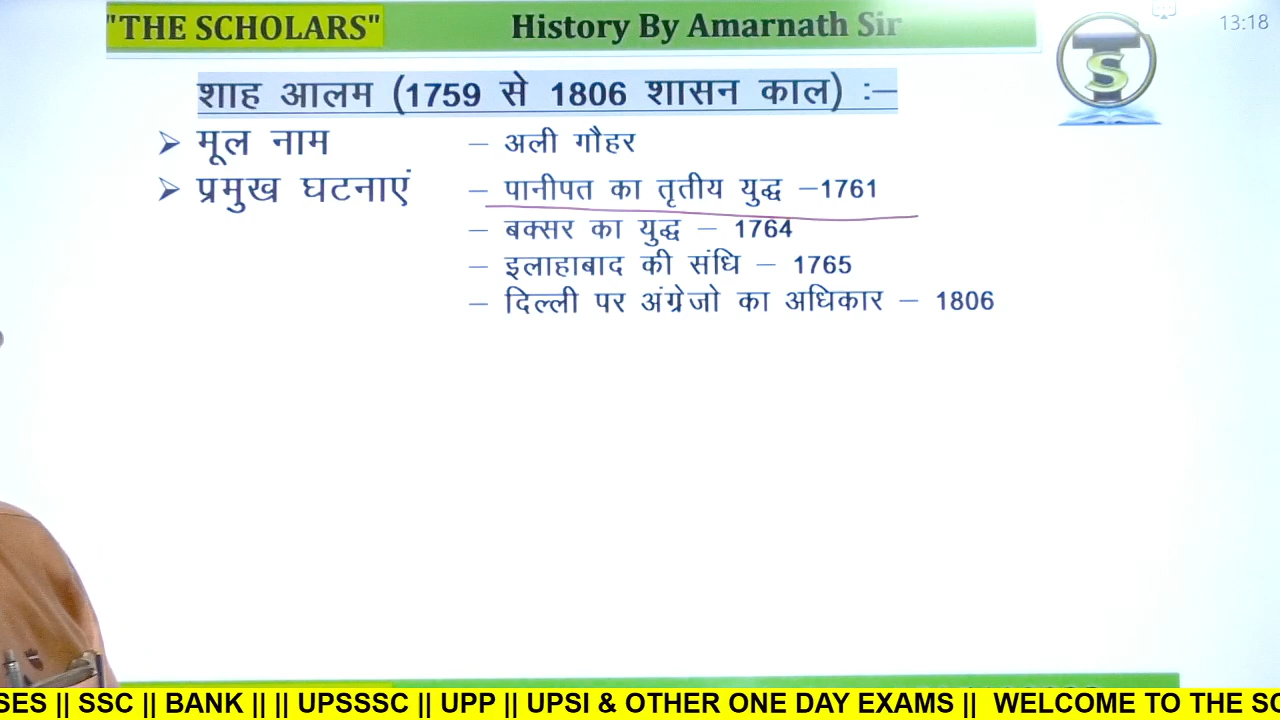 "THE SCHOLARS" History By Amarnath Sir
13:18
T S
शाह आलम (1759 से 1806 शासन काल) :–
➢ मूल नाम – अली गौहर
➢ प्रमुख घटनाएं – पानीपत का तृतीय युद्ध –1761
– बक्सर का युद्ध – 1764
– इलाहाबाद की संधि – 1765
– दिल्ली पर अंग्रेजो का अधिकार – 1806
SES || SSC || BANK || || UPSSSC || UPP || UPSI & OTHER ONE DAY EXAMS || WELCOME TO THE SC